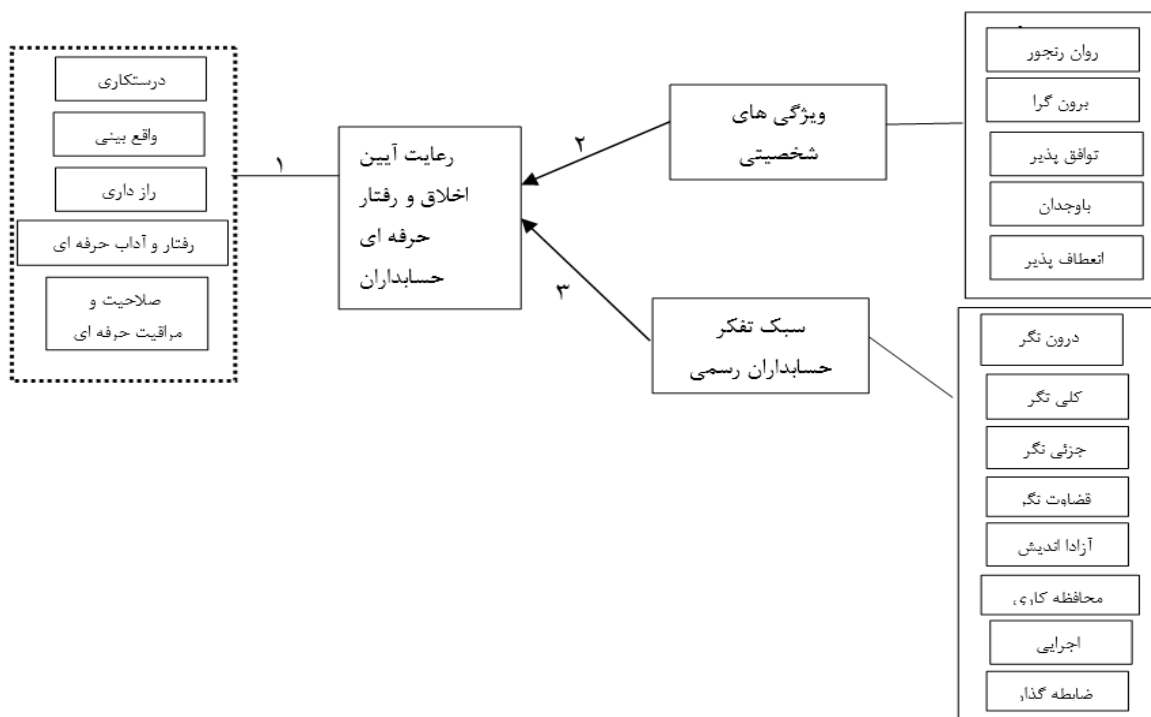 روان رنجور
برون گرا
توافق پذیر
باوجدان
انعطاف پذیر
ویژگی های
شخصیتی
۲
درستکاری
واقع بینی
راز داری
رفتار و آداب حرفه ای
صلاحیت و
مراقبت حرفه ای
۱
رعایت آیین
اخلاق و رفتار
حرفه ای
حسابداران
۳
سبک تفکر
حسابداران رسمی
درون نگر
کلی نگر
جزئی نگر
قضاوت نگر
آزادا اندیش
محافظه کاری
اجرایی
ضابطه گذار